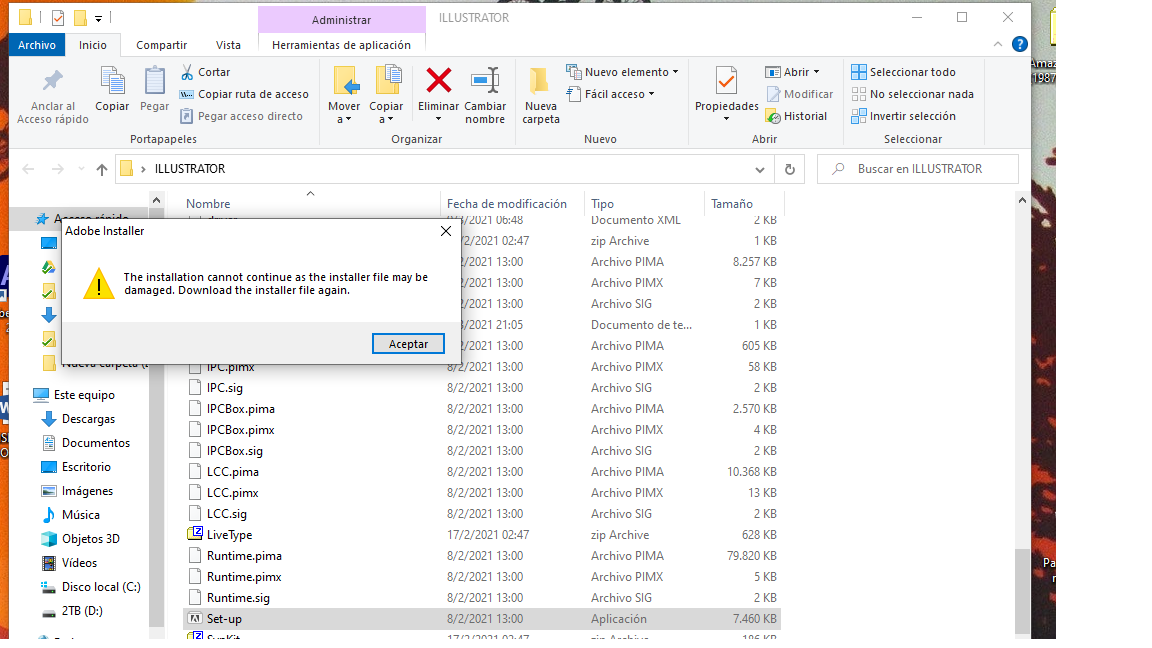 Administrar
ILLUSTRATOR
Archivo
Inicio
Compartir
Vista
Herramientas de aplicación
Anclar al
Acceso rápido
Copiar
Pegar
Cortar
Copiar ruta de acceso
Pegar acceso directo
Portapapeles
Mover
a
Copiar
a
Eliminar
Cambiar
nombre
Organizar
Nueva
carpeta
Nuevo elemento
Fácil acceso
Nuevo
Propiedades
Abrir
Modificar
Historial
Abrir
Seleccionar todo
No seleccionar nada
Invertir selección
Seleccionar
ILLUSTRATOR
Buscar en ILLUSTRATOR
Nombre Fecha de modificación Tipo Tamaño
Acceso rápido
Adobe Installer
The installation cannot continue as the installer file may be
damaged. Download the installer file again.
Aceptar
Este equipo
Descargas
Documentos
Escritorio
Imágenes
Música
Objetos 3D
Vídeos
Disco local (C:)
2TB (D:)
/2021 06:48 Documento XML 2 KB
/2/2021 02:47 zip Archive 1 KB
/2021 13:00 Archivo PIMA 8.257 KB
/2021 13:00 Archivo PIMX 7 KB
/2021 13:00 Archivo SIG 2 KB
/2021 21:05 Documento de te... 1 KB
/2021 13:00 Archivo PIMA 605 KB
IPC.pimx 8/2/2021 13:00 Archivo PIMX 58 KB
IPC.sig 8/2/2021 13:00 Archivo SIG 2 KB
IPCBox.pima 8/2/2021 13:00 Archivo PIMA 2.570 KB
IPCBox.pimx 8/2/2021 13:00 Archivo PIMX 4 KB
IPCBox.sig 8/2/2021 13:00 Archivo SIG 2 KB
LCC.pima 8/2/2021 13:00 Archivo PIMA 10.368 KB
LCC.pimx 8/2/2021 13:00 Archivo PIMX 13 KB
LCC.sig 8/2/2021 13:00 Archivo SIG 2 KB
LiveType 17/2/2021 02:47 zip Archive 628 KB
Runtime.pima 8/2/2021 13:00 Archivo PIMA 79.820 KB
Runtime.pimx 8/2/2021 13:00 Archivo PIMX 5 KB
Runtime.sig 8/2/2021 13:00 Archivo SIG 2 KB
Set-up 8/2/2021 13:00 Aplicación 7.460 KB
17/2/2021 02:47 zip Archive 186 KB
1987